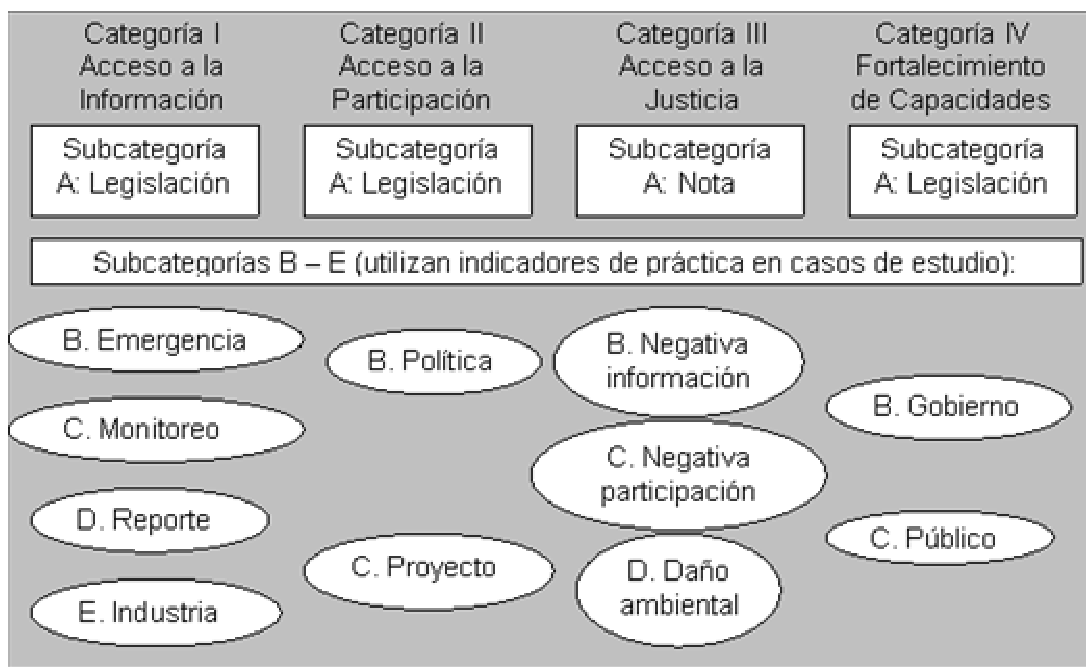 Categoría I
Acceso a la
Información
Categoría II
Acceso a la
Participación
Categoría III
Acceso a la
Justicia
Categoría IV
Fortalecimiento
de Capacidades
Subcategoría
A: Legislación
Subcategoría
A: Legislación
Subcategoría
A: Nota
Subcategoría
A: Legislación
Subcategorías B – E (utilizan indicadores de práctica en casos de estudio):
B. Emergencia
C. Monitoreo
D. Reporte
E. Industria
B. Política
C. Proyecto
B. Negativa
información
C. Negativa
participación
D. Daño
ambiental
B. Gobierno
C. Público